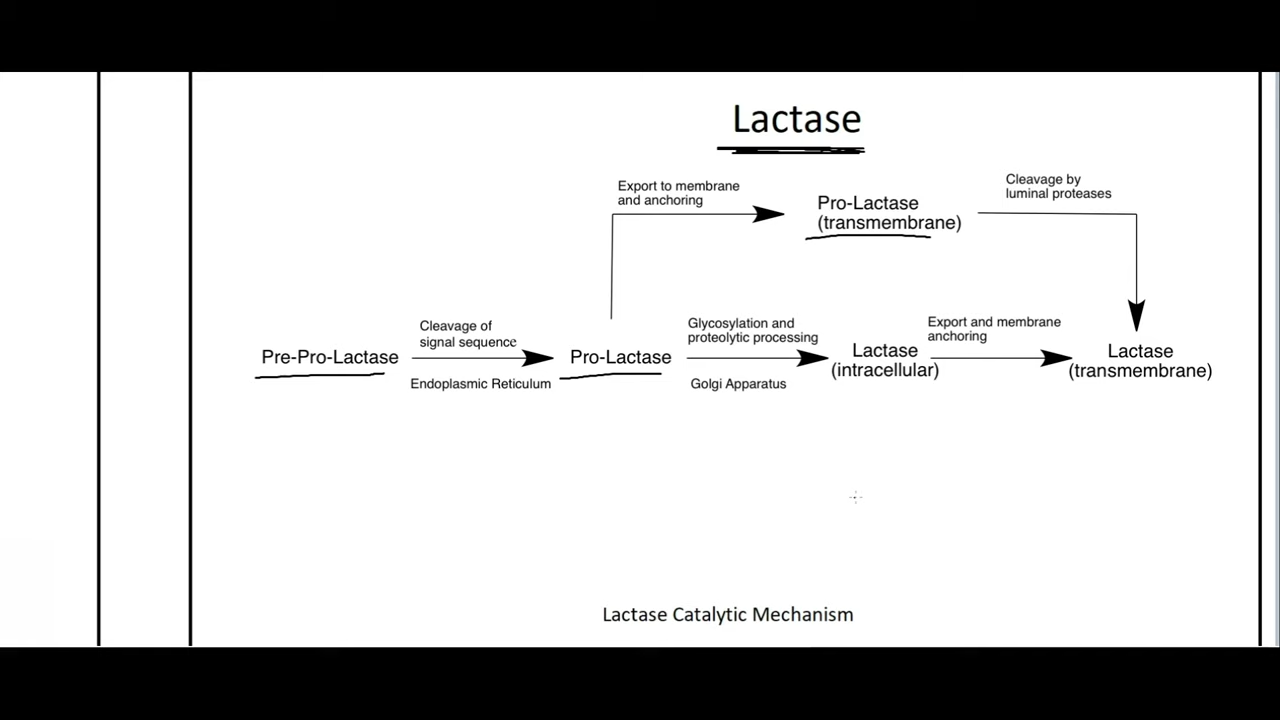 Lactase
Export to membrane
and anchoring
Pro-Lactase
(transmembrane)
Cleavage by
luminal proteases
Pre-Pro-Lactase
Cleavage of
signal sequence
Endoplasmic Reticulum
Pro-Lactase
Glycosylation and
proteolytic processing
Golgi Apparatus
Lactase
(intracellular)
Export and membrane
anchoring
Lactase
(transmembrane)
Lactase Catalytic Mechanism